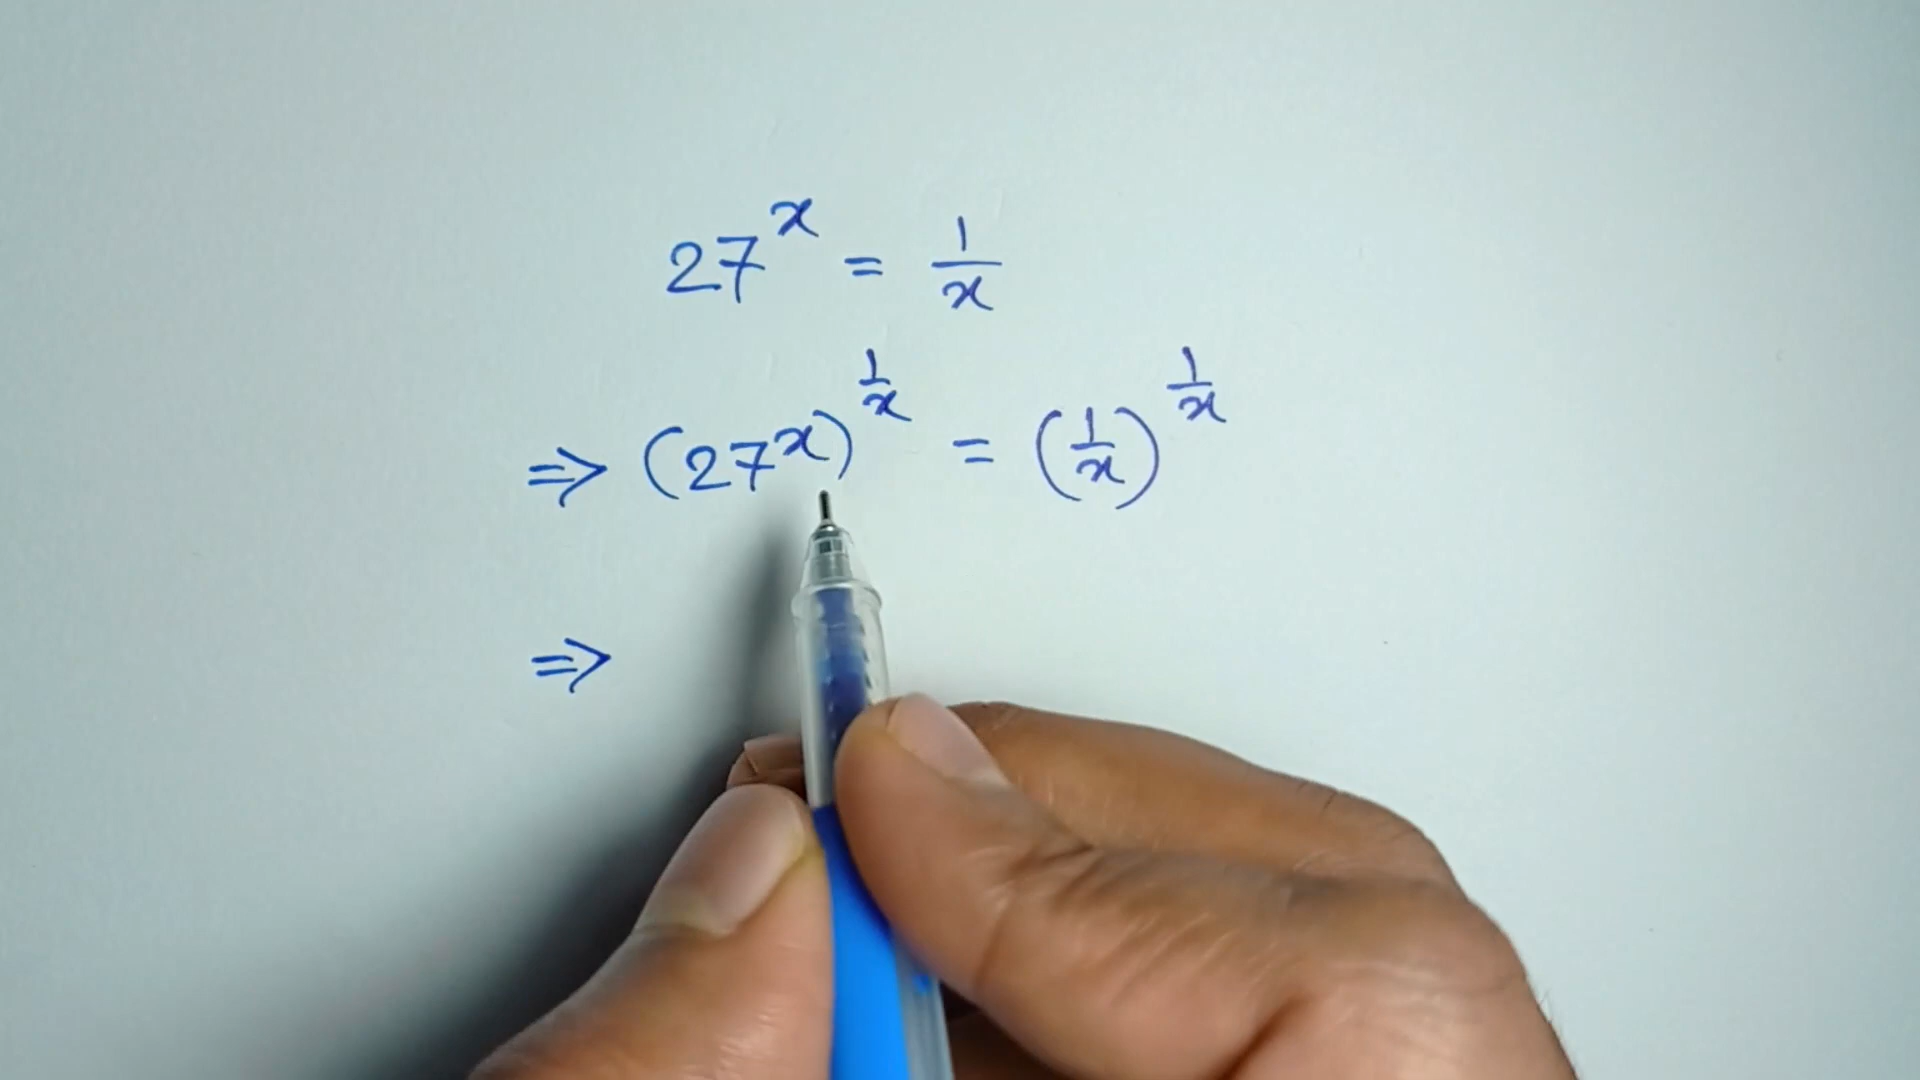 27^x = 1/x
⇒ (27^x)^(1/x) = (1/x)^(1/x)
⇒